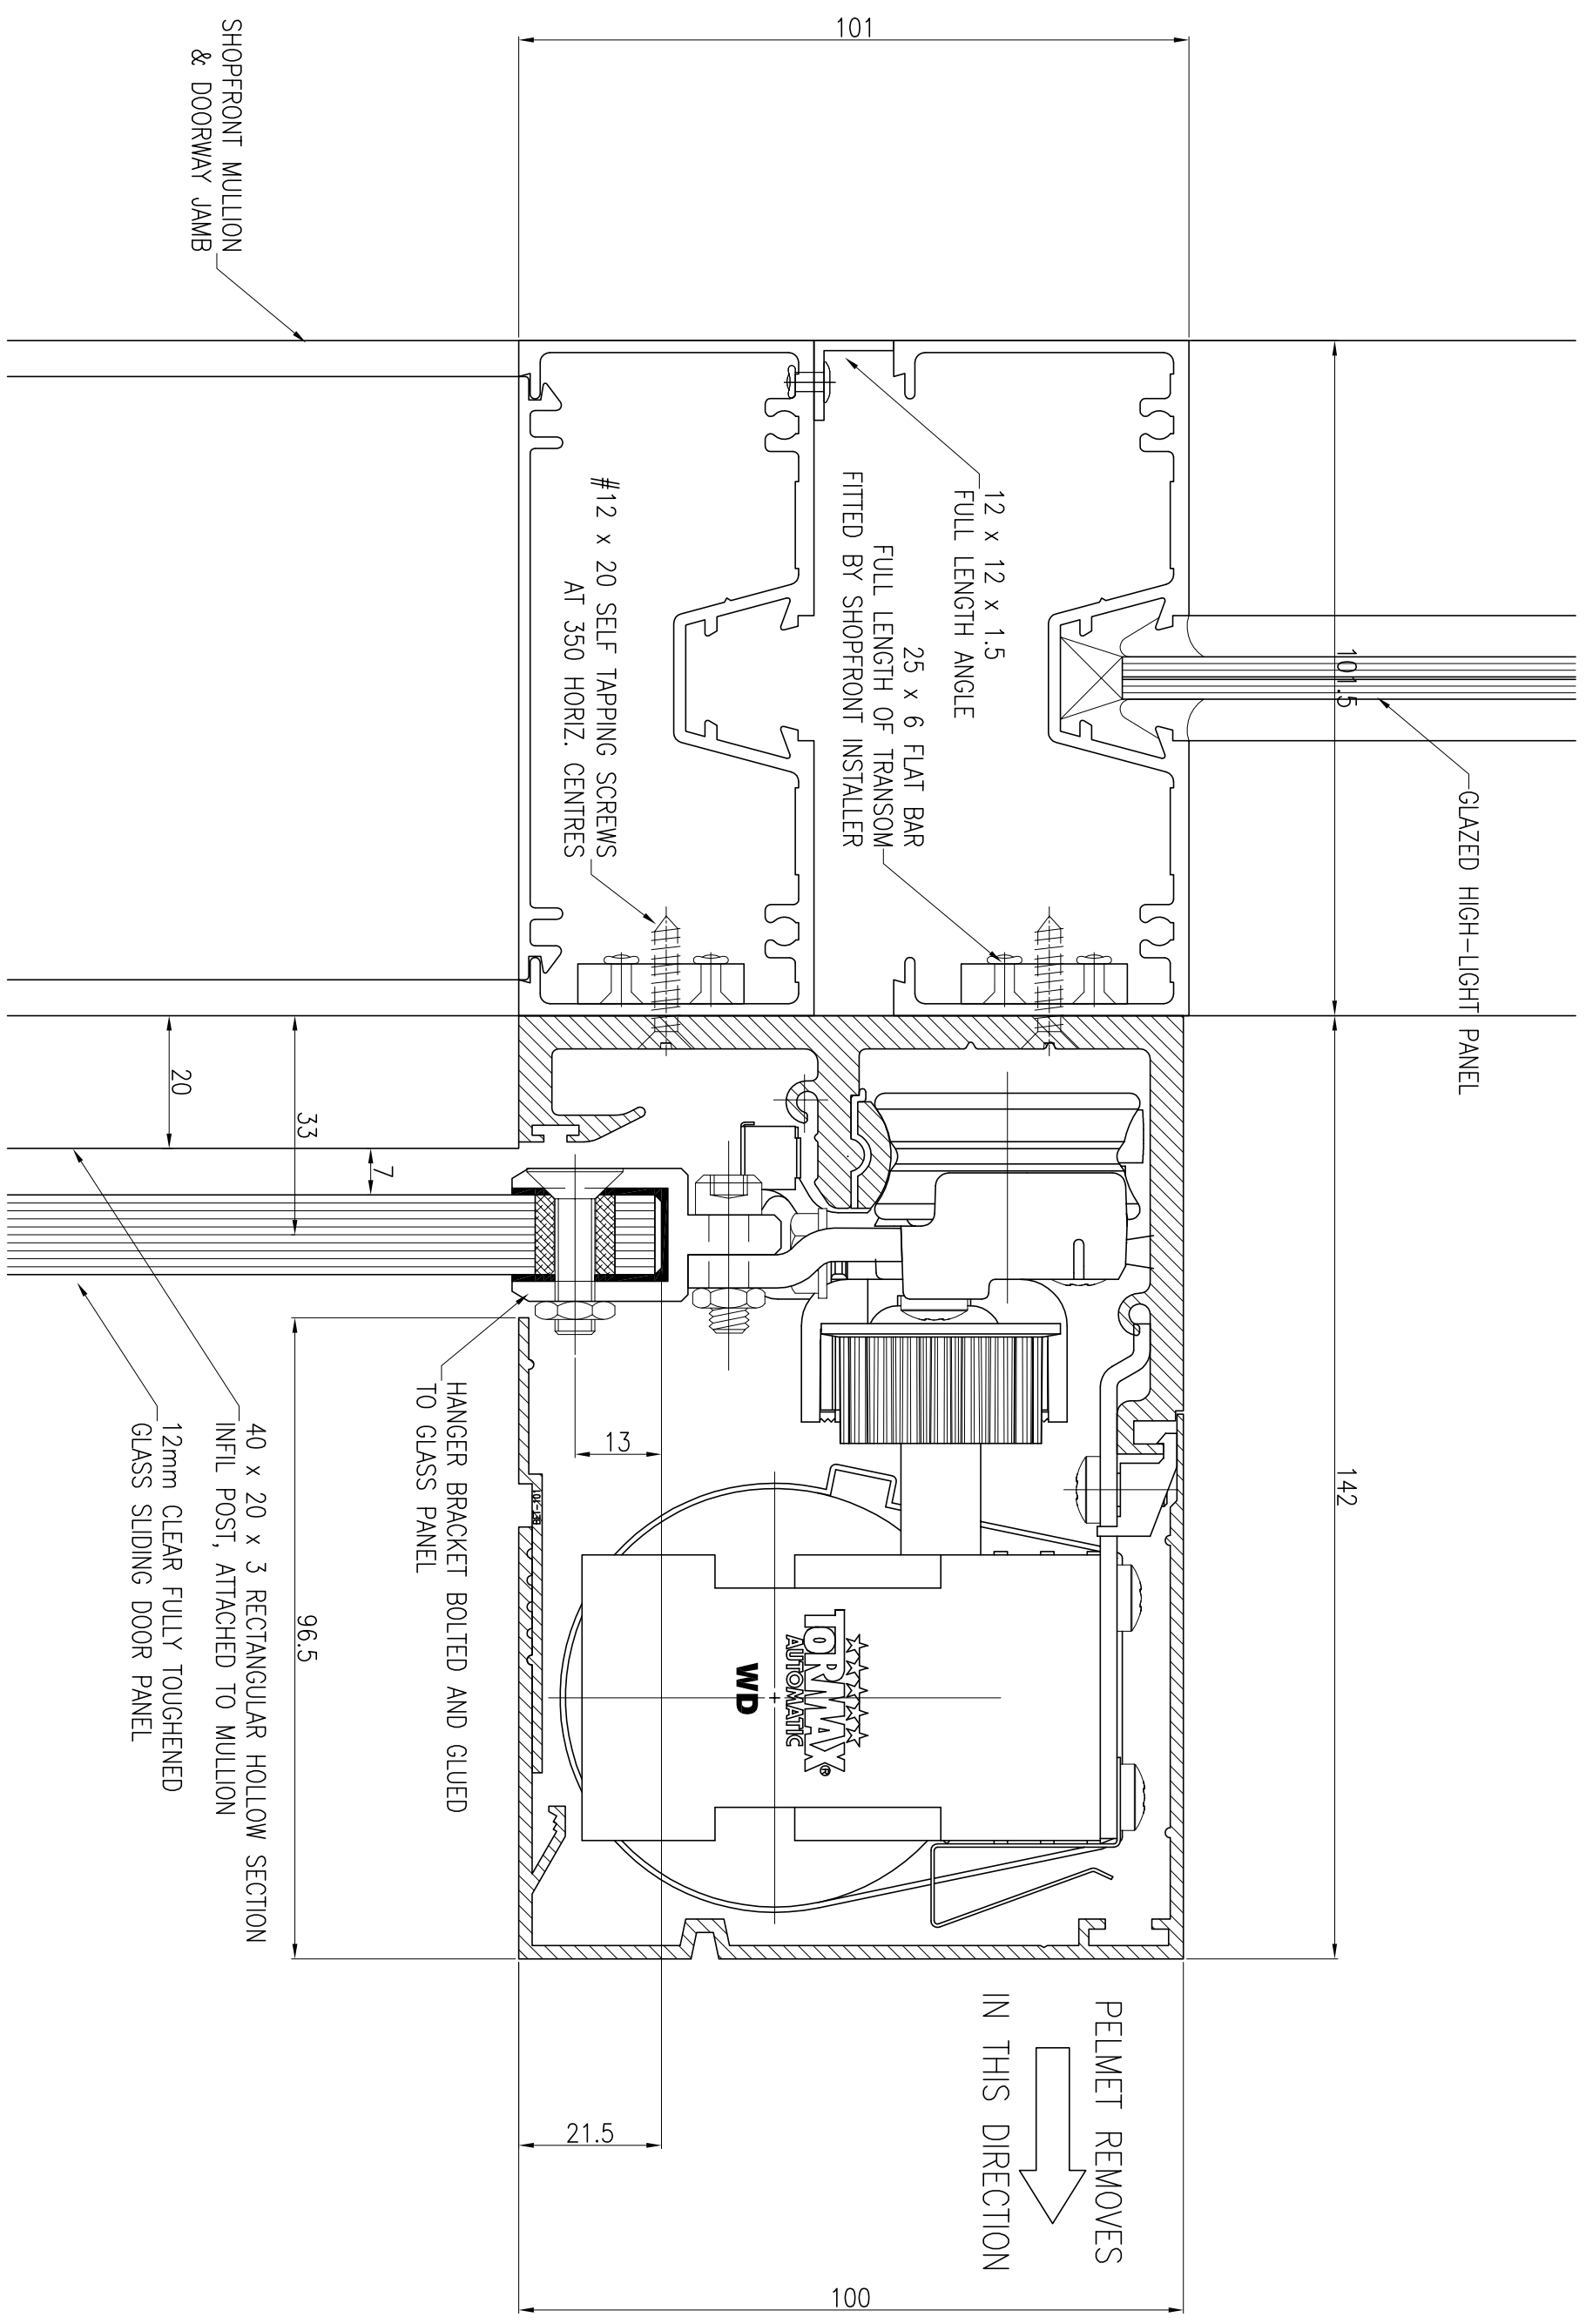 101
SHOPFRONT MULLION
& DOORWAY JAMB
12 x 12 x 1.5
FULL LENGTH ANGLE
25 x 6 FLAT BAR
FULL LENGTH OF TRANSOM
FITTED BY SHOPFRONT INSTALLER
#12 x 20 SELF TAPPING SCREWS
AT 350 HORIZ. CENTRES
101.5
GLAZED HIGH-LIGHT PANEL
20
33
7
142
13
HANGER BRACKET BOLTED AND GLUED
TO GLASS PANEL
40 x 20 x 3 RECTANGULAR HOLLOW SECTION
INFIL POST, ATTACHED TO MULLION
12mm CLEAR FULLY TOUGHENED
GLASS SLIDING DOOR PANEL
96.5
TORMAX®
AUTOMATIC
WD
PELMET REMOVES
IN THIS DIRECTION
21.5
100